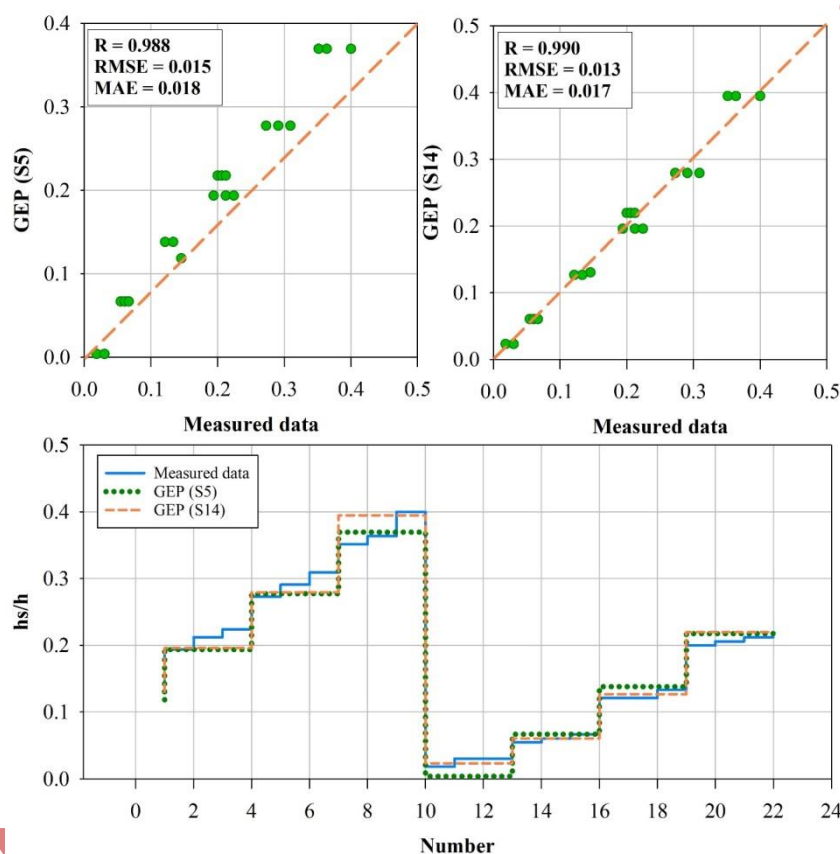 R = 0.988
RMSE = 0.015
MAE = 0.018
0.4
0.3
0.2
0.1
0.0
GEP (S5)
0.0 0.1 0.2 0.3 0.4 0.5
Measured data
R = 0.990
RMSE = 0.013
MAE = 0.017
0.5
0.4
0.3
0.2
0.1
0.0
GEP (S14)
0.0 0.1 0.2 0.3 0.4 0.5
Measured data
Measured data
GEP (S5)
GEP (S14)
0.5
0.4
0.3
0.2
0.1
0.0
hs/h
0 2 4 6 8 10 12 14 16 18 20 22 24
Number